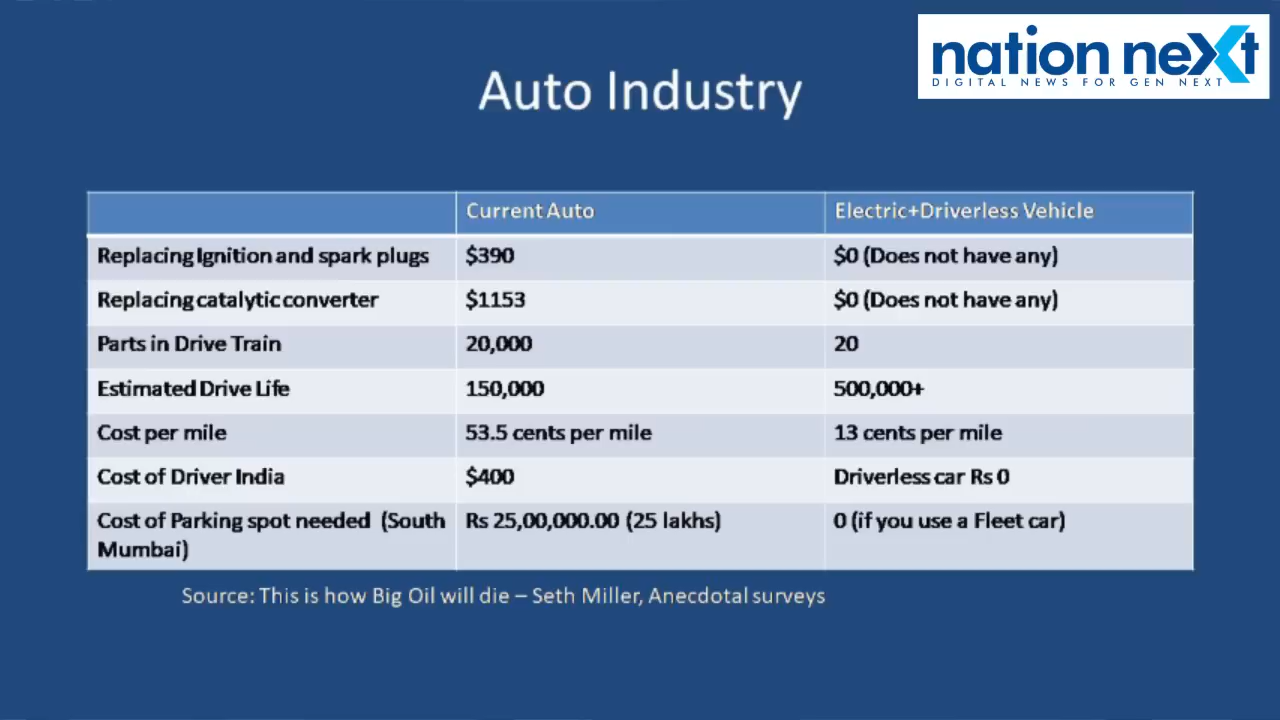 nation next
DIGITAL NEWS FOR GEN NEXT
Auto Industry
Current Auto Electric+Driverless Vehicle
Replacing Ignition and spark plugs $390 $0 (Does not have any)
Replacing catalytic converter $1153 $0 (Does not have any)
Parts in Drive Train 20,000 20
Estimated Drive Life 150,000 500,000+
Cost per mile 53.5 cents per mile 13 cents per mile
Cost of Driver India $400 Driverless car Rs 0
Cost of Parking spot needed (South Rs 25,00,000.00 (25 lakhs) 0 (if you use a Fleet car)
Mumbai)
Source: This is how Big Oil will die – Seth Miller, Anecdotal surveys